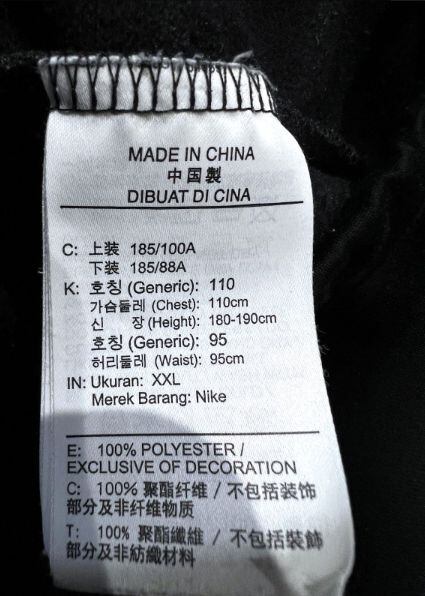 MADE IN CHINA
中国製
DIBUAT DI CINA
C: 上装 185/100A
下装 185/88A
K: 호칭 (Generic): 110
가슴둘레 (Chest): 110cm
신 장 (Height): 180-190cm
호칭 (Generic): 95
허리둘레 (Waist): 95cm
IN: Ukuran: XXL
Merek Barang: Nike
E: 100% POLYESTER /
EXCLUSIVE OF DECORATION
C: 100% 聚酯纤维 / 不包括装饰
部分及非纤维物质
T: 100% 聚酯纖維 / 不包括裝飾
部分及非紡織材料